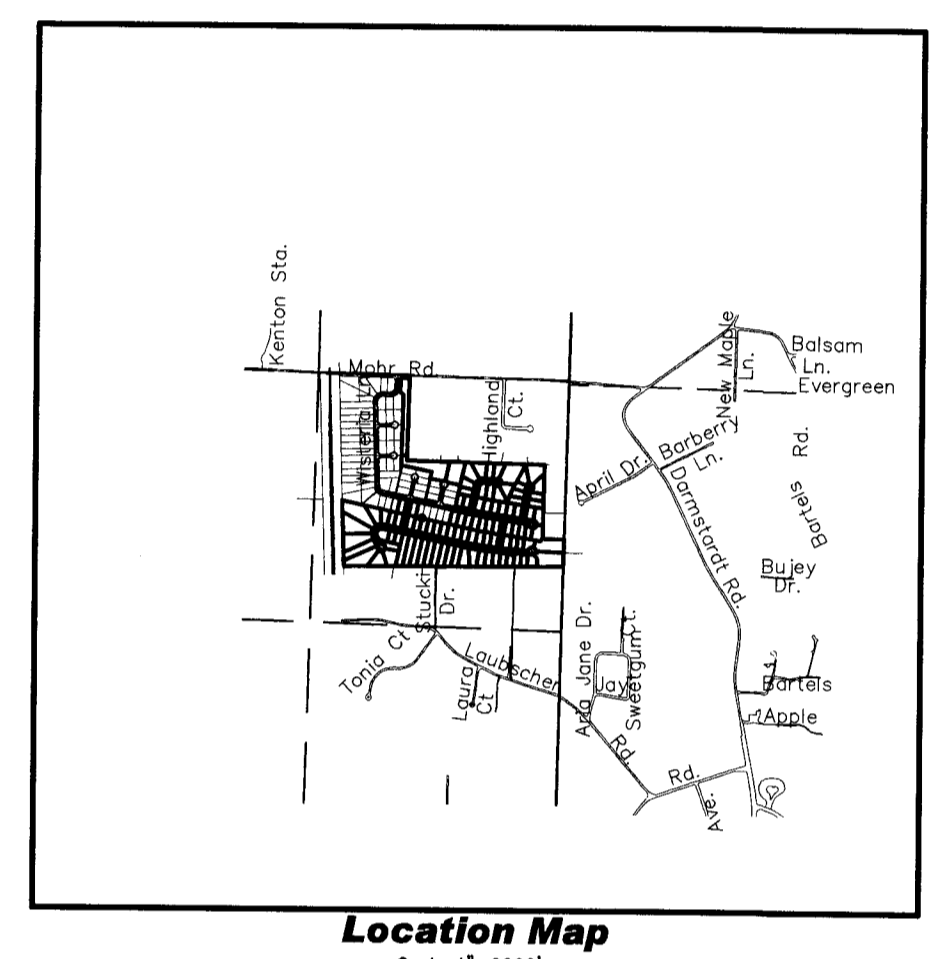 Kenton Sta.
Mohr Rd.
Wisteria Ln.
Highland
Ct.
New Maple
Ln.
Balsam
Ln.
Evergreen
Barberry
Ln.
April Dr.
Darmstardt Rd.
Bartels Rd.
Bujey
Dr.
Stucki
Dr.
Tonia Ct
Laubscher
Rd.
Laura
Ct
Aria Jane Dr.
Jay
Sweetgum Ct.
Bartels
Apple
Rd.
Ave.
Location Map